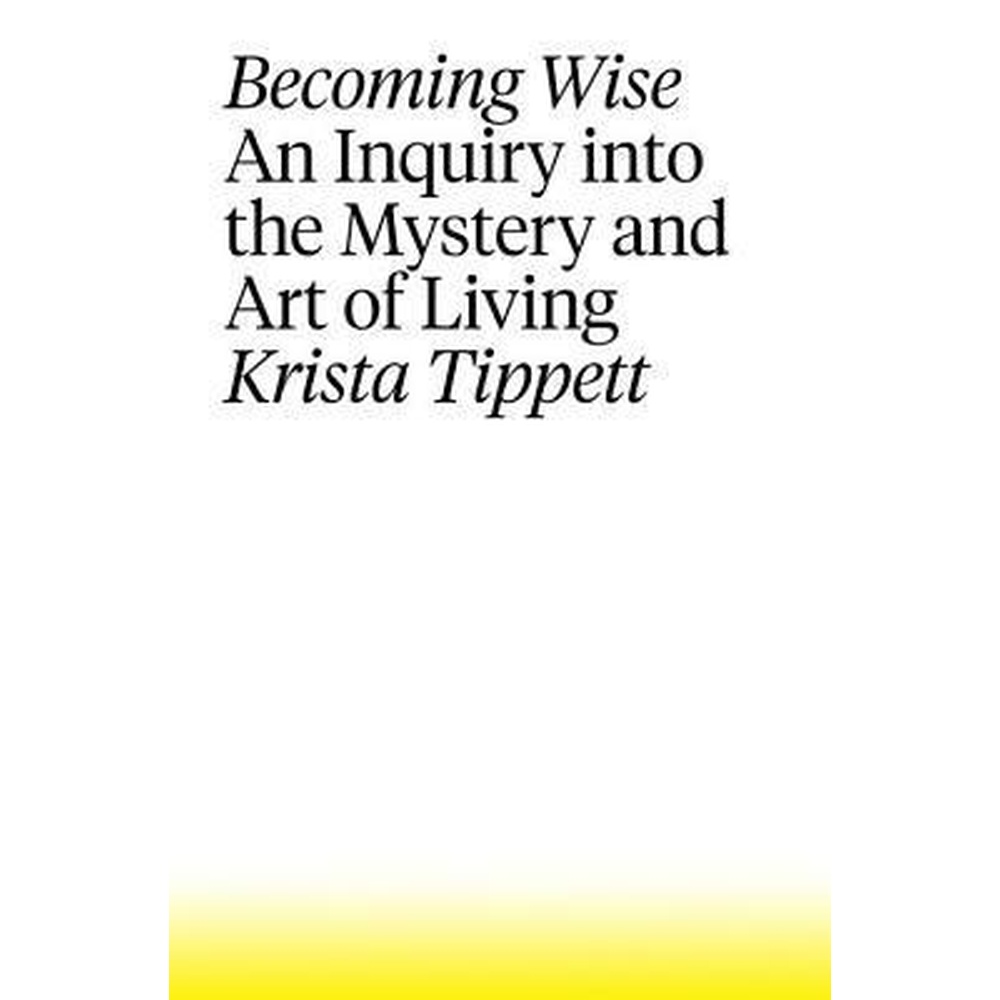 Becoming Wise
An Inquiry into
the Mystery and
Art of Living
Krista Tippett